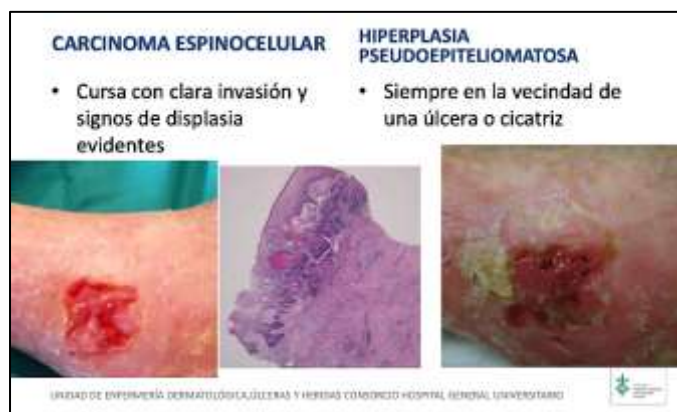 CARCINOMA ESPINOCELULAR
• Cursa con clara invasión y
signos de displasia
evidentes
HIPERPLASIA
PSEUDOEPITELIOMATOSA
• Siempre en la vecindad de
una úlcera o cicatriz
UNIDAD DE ENFERMERÍA DERMATOLÓGICA,ÚLCERAS Y HERIDAS CONSORCIO HOSPITAL GENERAL UNIVERSITARIO